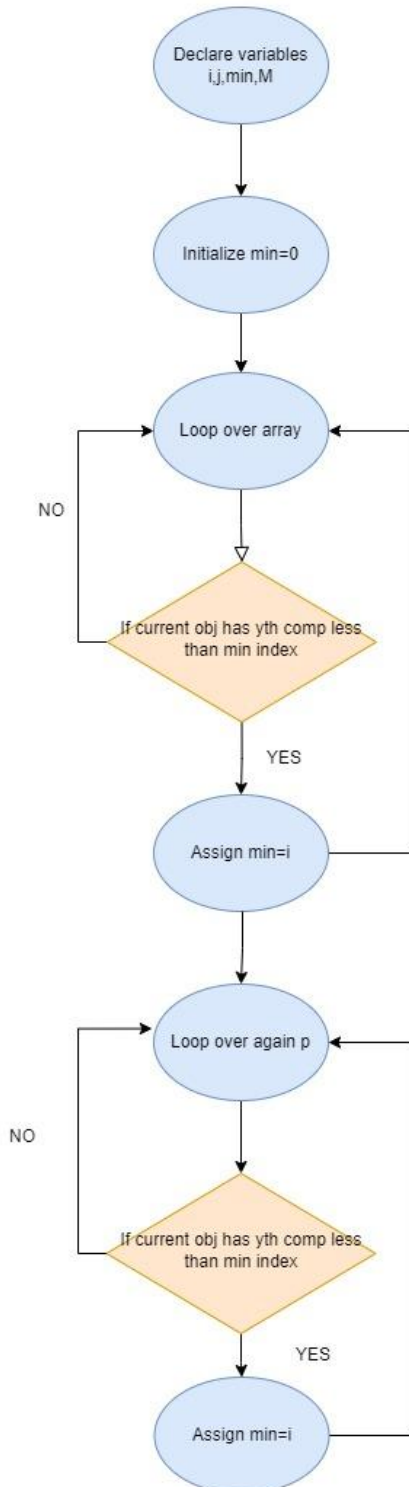 Declare variables
i,j,min,M
Initialize min=0
Loop over array
NO
If current obj has yth comp less
than min index
YES
Assign min=i
Loop over again p
NO
If current obj has yth comp less
than min index
YES
Assign min=i